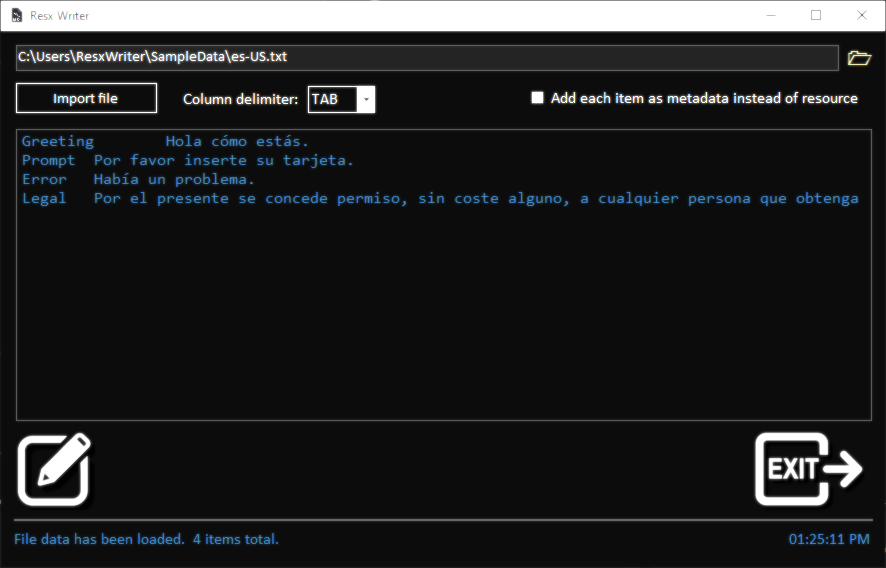 Resx Writer
C:\Users\ResxWriter\SampleData\es-US.txt
Import file Column delimiter: TAB Add each item as metadata instead of resource
Greeting Hola cómo estás.
Prompt Por favor inserte su tarjeta.
Error Había un problema.
Legal Por el presente se concede permiso, sin coste alguno, a cualquier persona que obtenga
EXIT
File data has been loaded. 4 items total. 01:25:11 PM